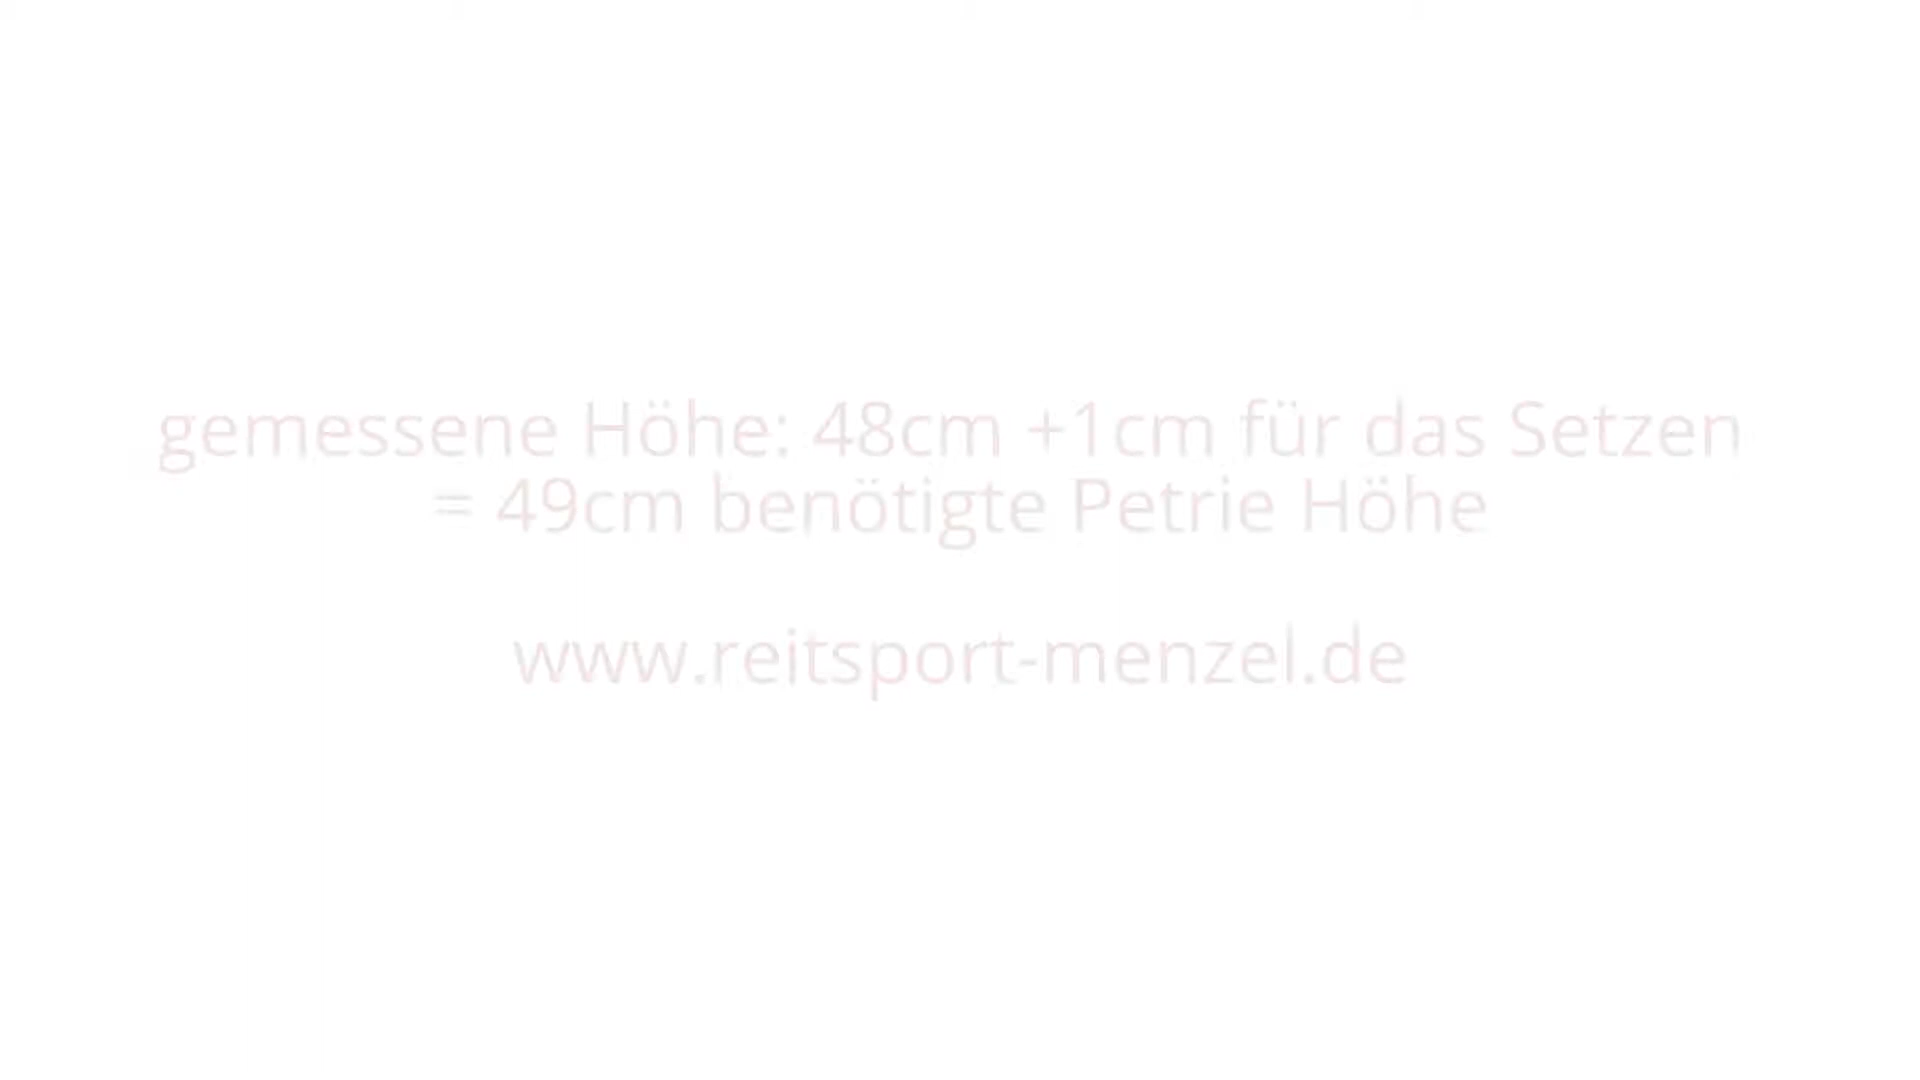 gemessene Höhe: 48cm +1cm für das Setzen
= 49cm benötigte Petrie Höhe
www.reitsport-menzel.de